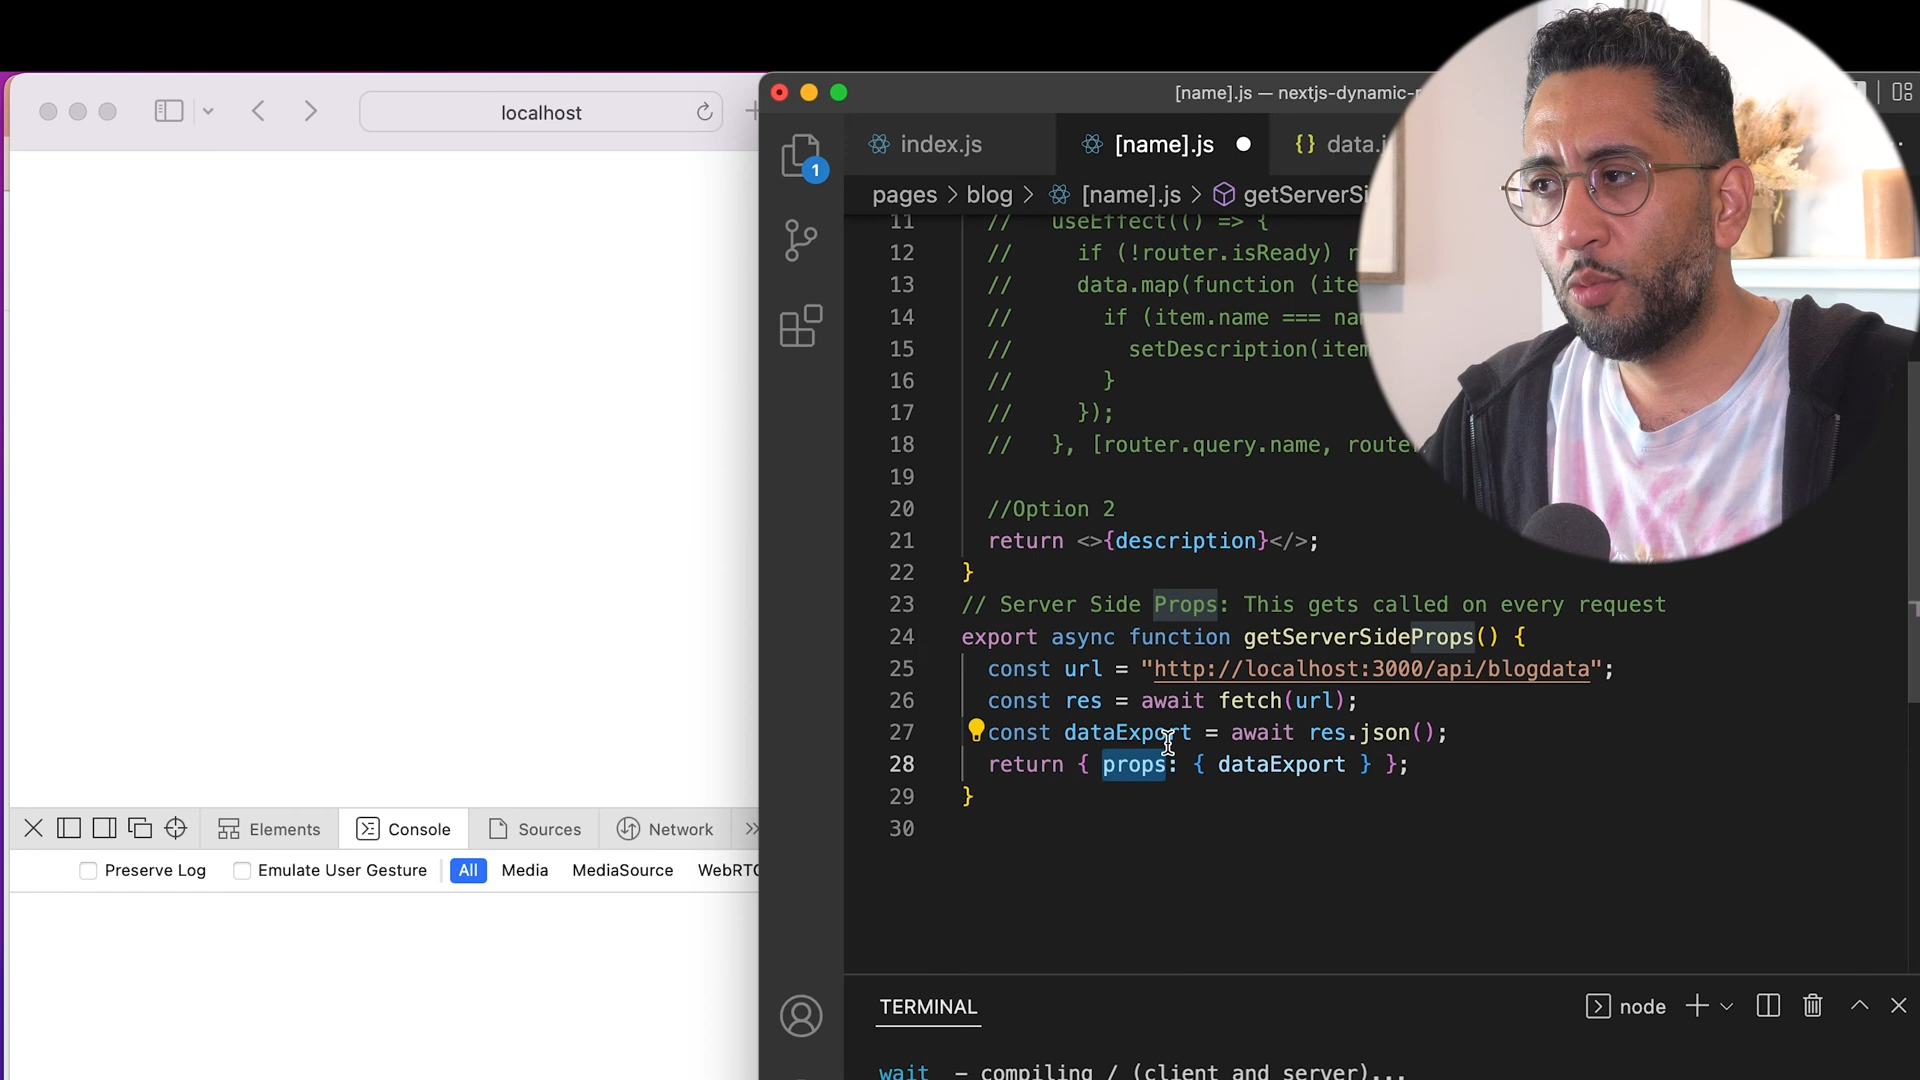 localhost
[name].js — nextjs-dynamic-r
index.js
[name].js
data.j
1
pages > blog > [name].js > getServerSi
11 // useEffect(() => {
12 // if (!router.isReady) r
13 // data.map(function (ite
14 // if (item.name === na
15 // setDescription(item
16 // }
17 // });
18 // }, [router.query.name, route
19
20 //Option 2
21 return <>{description}</>;
22 }
23 // Server Side Props: This gets called on every request
24 export async function getServerSideProps() {
25 const url = "http://localhost:3000/api/blogdata";
26 const res = await fetch(url);
27 const dataExport = await res.json();
28 return { props: { dataExport } };
29 }
30
Elements
Console
Sources
Network
Preserve Log
Emulate User Gesture
All
Media
MediaSource
WebRTC
TERMINAL
node
wait – compiling / (client and server)...